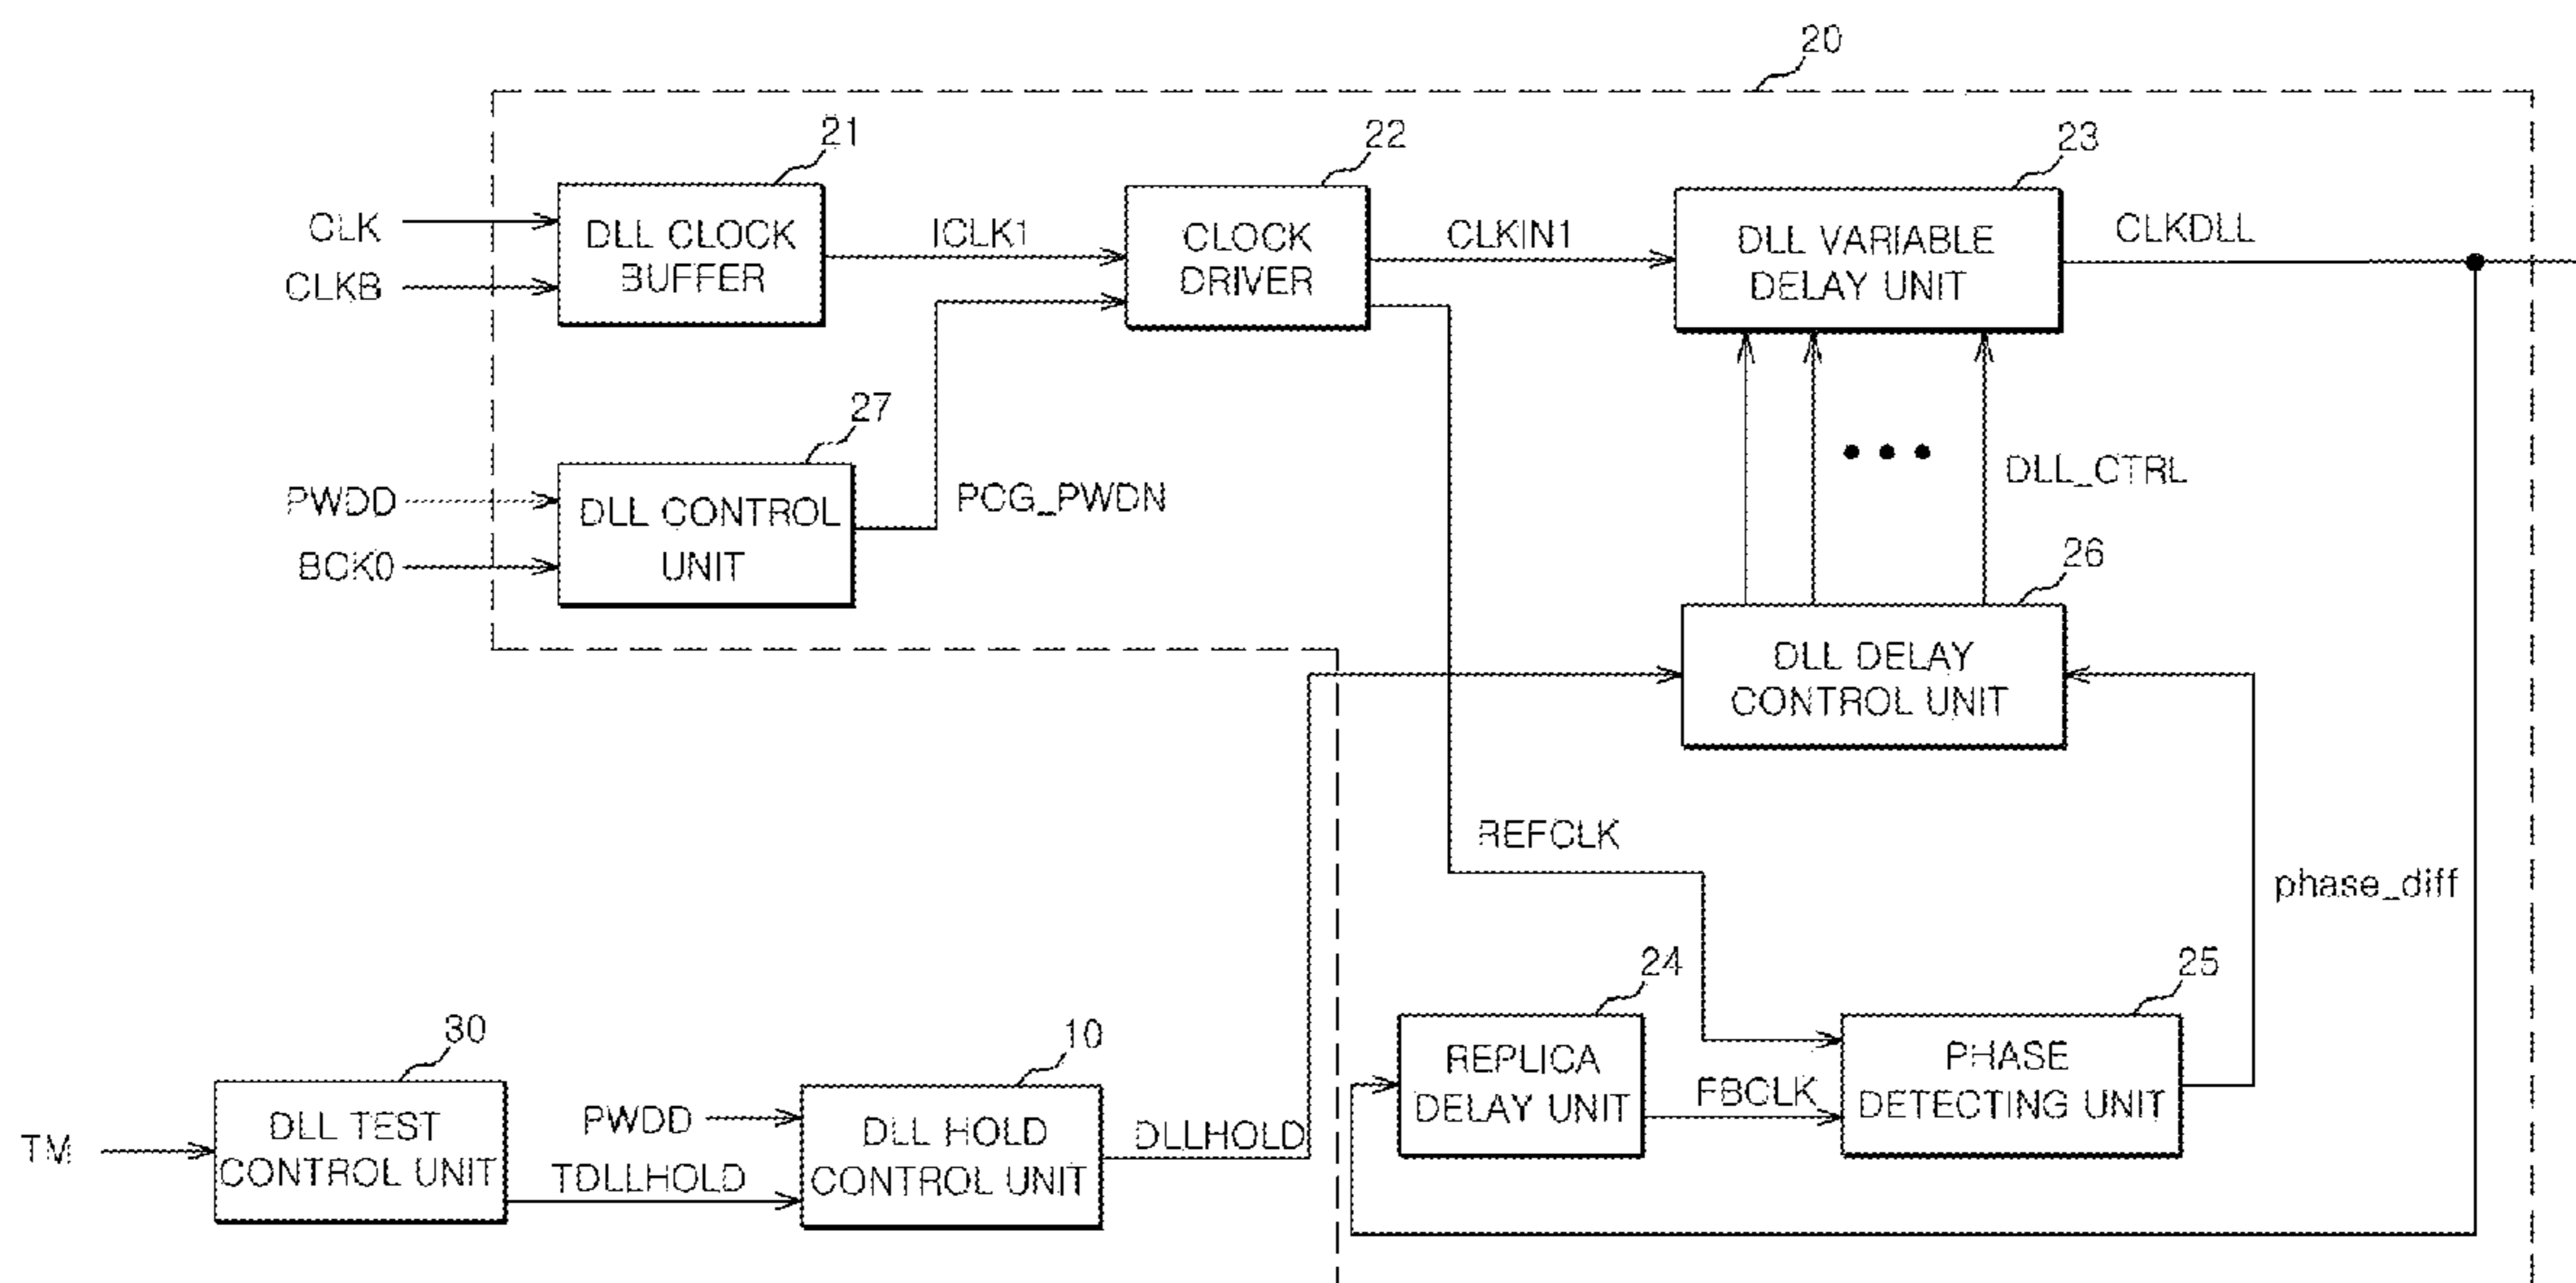 20
21
22
23
CLK
CLKB
DLL CLOCK
BUFFER
ICLK1
CLOCK
DRIVER
CLKIN1
DLL VARIABLE
DELAY UNIT
CLKDLL
27
PWDD
BCK0
DLL CONTROL
UNIT
PCG_PWDN
DLL_CTRL
26
DLL DELAY
CONTROL UNIT
REFCLK
phase_diff
24
25
REPLICA
DELAY UNIT
FBCLK
PHASE
DETECTING UNIT
30
10
TM
DLL TEST
CONTROL UNIT
PWDD
TDLLHOLD
DLL HOLD
CONTROL UNIT
DLLHOLD